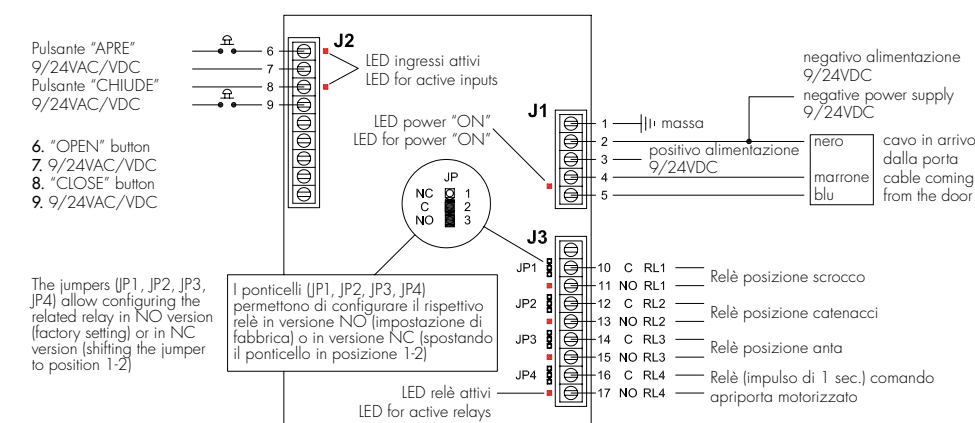 Pulsante “APRE”
9/24VAC/VDC
Pulsante “CHIUDE”
9/24VAC/VDC
6. “OPEN” button
7. 9/24VAC/VDC
8. “CLOSE” button
9. 9/24VAC/VDC
The jumpers (JP1, JP2, JP3,
JP4) allow configuring the
related relay in NO version
(factory setting) or in NC
version (shifting the jumper
to position 1-2)
J2
6
7
8
9
LED ingressi attivi
LED for active inputs
LED power “ON”
LED for power “ON”
JP
NC 1
C 2
NO 3
I ponticelli (JP1, JP2, JP3, JP4)
permettono di configurare il rispettivo
relè in versione NO (impostazione di
fabbrica) o in versione NC (spostando
il ponticello in posizione 1-2)
LED relè attivi
LED for active relays
J1
1 massa
2
3 positivo alimentazione
9/24VDC
4
5
negativo alimentazione
9/24VDC
negative power supply
9/24VDC
nero
marrone
blu
cavo in arrivo
dalla porta
cable coming
from the door
J3
JP1
JP2
JP3
JP4
10 C RL1
11 NO RL1
Relè posizione scrocco
12 C RL2
13 NO RL2
Relè posizione catenacci
14 C RL3
15 NO RL3
Relè posizione anta
16 C RL4
17 NO RL4
Relè (impulso di 1 sec.) comando
apriporta motorizzato